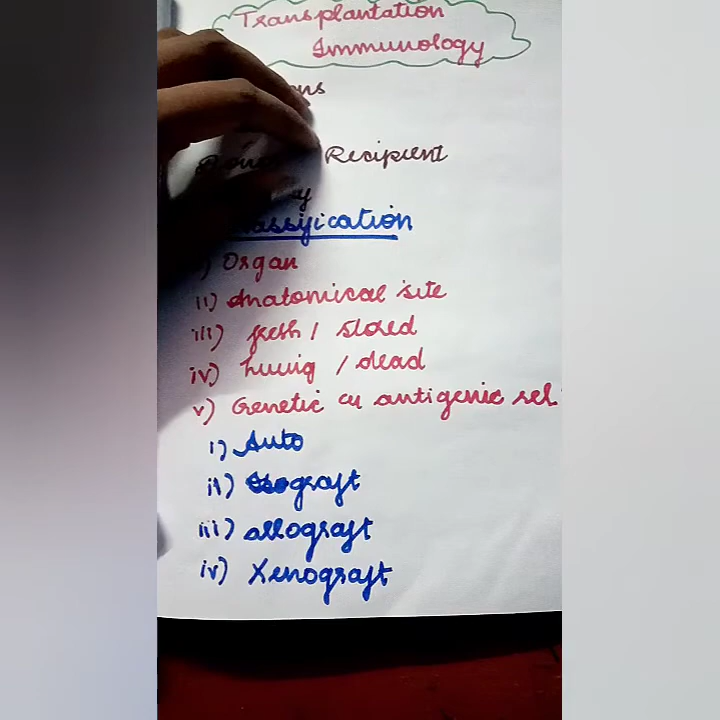 Transplantation
Immunology
Recipient
Classification
i) Organ
ii) Anatomical site
iii) fresh / stored
iv) living / dead
v) Genetic or antigenic rel.
i) Auto
ii) Isograft
iii) allograft
iv) Xenograft